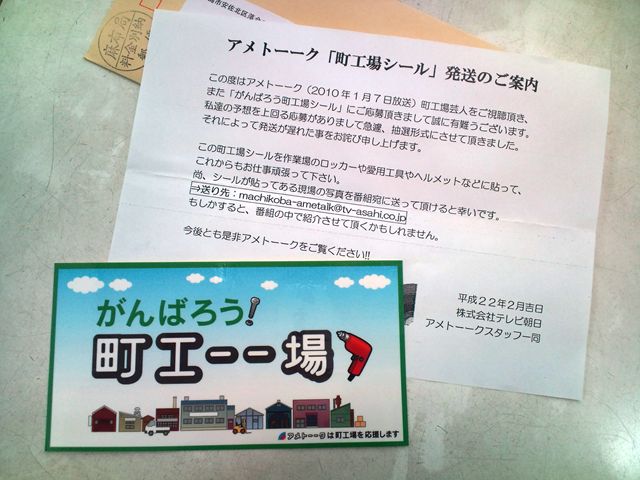 麻布 局
料金別納
郵 便
島市安佐北区落合
アメトーーク「町工場シール」発送のご案内
この度はアメトーーク（2010年1月7日放送）町工場芸人をご視聴頂き、
また「がんばろう町工場シール」にご応募頂きまして誠に有難うございます。
私達の予想を上回る応募がありまして急遽、抽選形式にさせて頂きました。
それによって発送が遅れた事をお詫び申し上げます。
この町工場シールを作業場のロッカーや愛用工具やヘルメットなどに貼って、
これからもお仕事頑張って下さい。
尚、シールが貼ってある現場の写真を番組宛に送って頂けると幸いです。
→送り先：machikoba-ametalk@tv-asahi.co.jp
もしかすると、番組の中で紹介させて頂くかもしれません。
今後とも是非アメトーークをご覧ください!!
平成22年2月吉日
株式会社テレビ朝日
アメトーークスタッフ一同
がんばろう!
町工ーー場
アメトーークは町工場を応援します